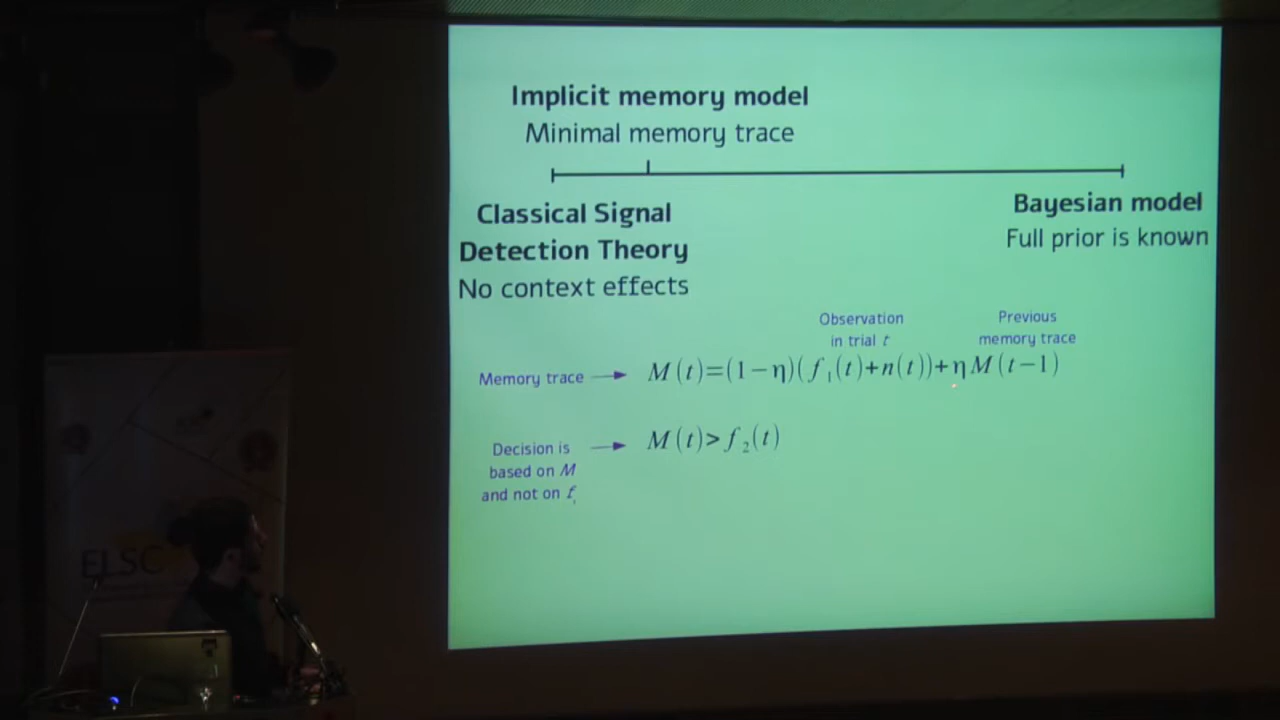 Implicit memory model
Minimal memory trace
Classical Signal
Detection Theory
No context effects
Bayesian model
Full prior is known
Observation
in trial t
Previous
memory trace
Memory trace
M(t)=(1−η)(f₁(t)+n(t))+ηM(t−1)
Decision is
based on M
and not on f₁
M(t)>f₂(t)
ELSC